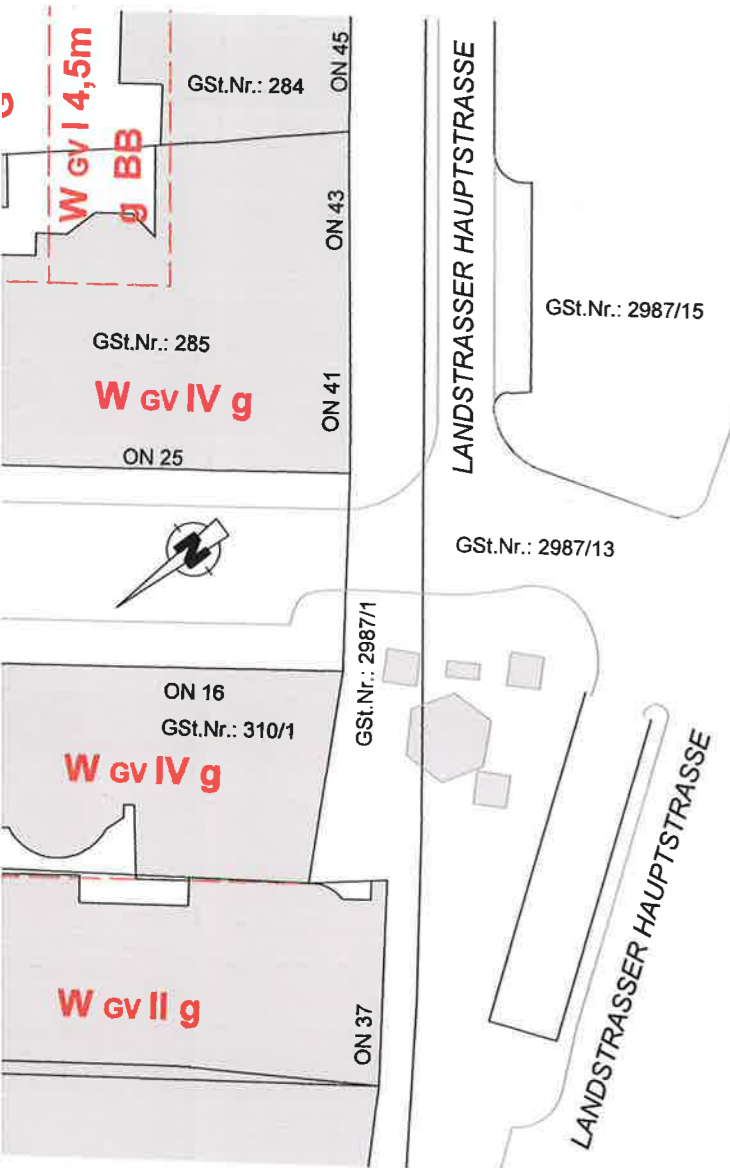 GSt.Nr.: 284
ON 45
W GV I 4,5m
g BB
G
ON 43
LANDSTRASSER HAUPTSTRASSE
GSt.Nr.: 2987/15
GSt.Nr.: 285
W GV IV g
ON 41
ON 25
N
GSt.Nr.: 2987/13
GSt.Nr.: 2987/1
ON 16
GSt.Nr.: 310/1
W GV IV g
LANDSTRASSER HAUPTSTRASSE
W GV II g
ON 37